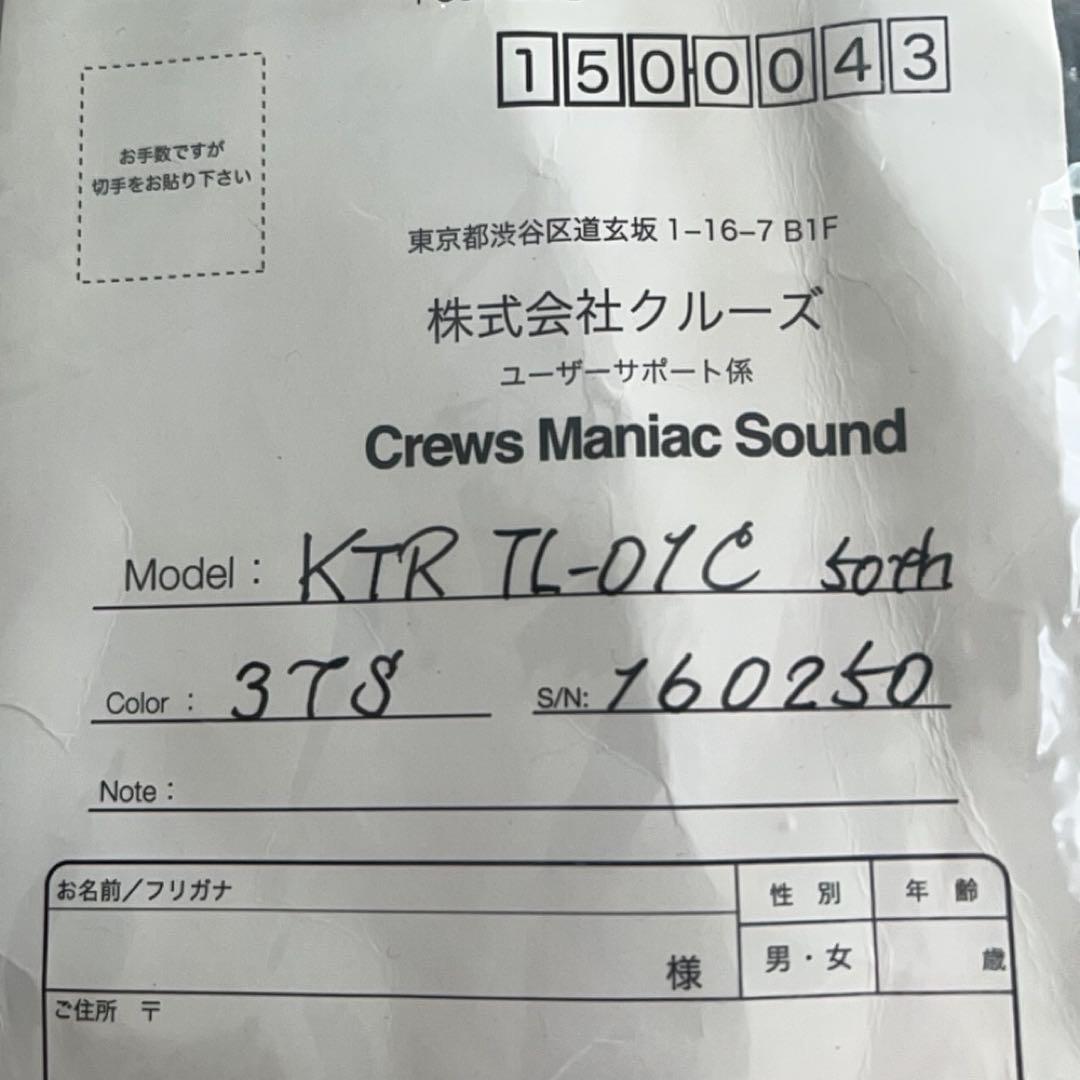 150-0043
お手数ですが
切手をお貼り下さい
東京都渋谷区道玄坂 1-16-7 B1F
株式会社クルーズ
ユーザーサポート係
Crews Maniac Sound
Model : KTR TL-01C 50th
Color : 3TS S/N: 160250
Note :
お名前/フリガナ 性 別 年 齢
様 男・女 歳
ご住所 〒